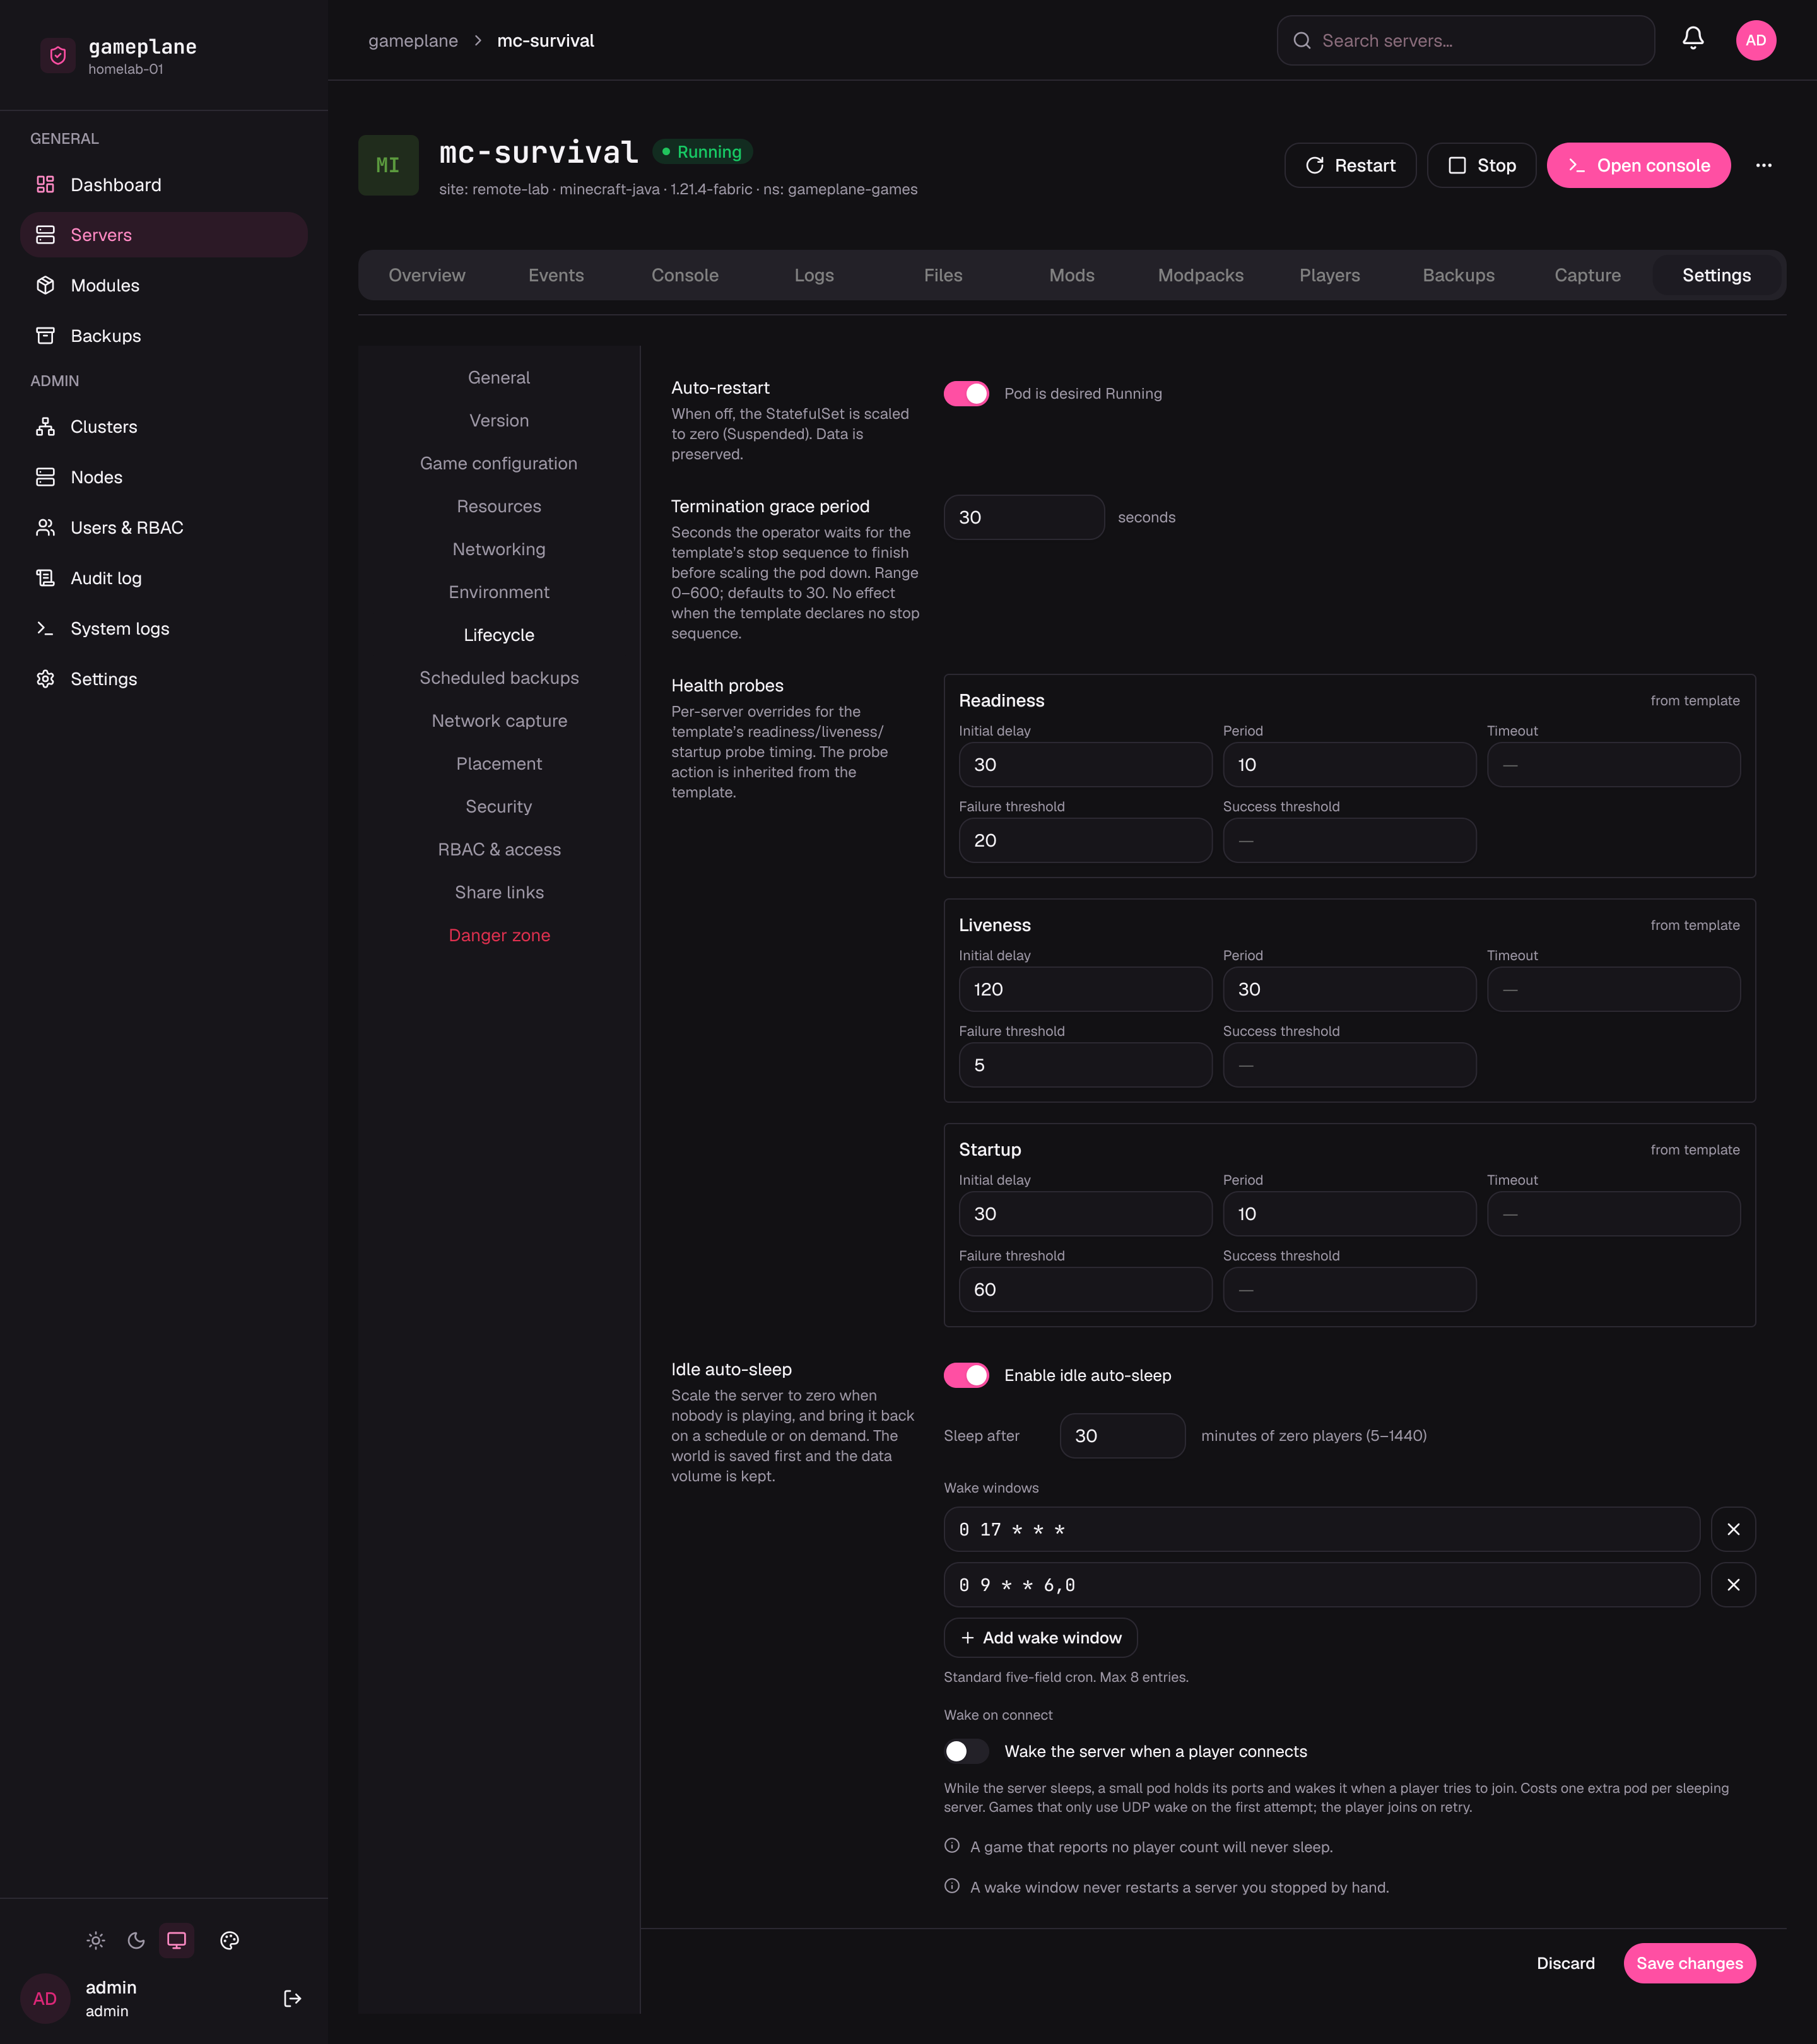 gameplane
homelab-01
GENERAL
Dashboard
Servers
Modules
Backups
ADMIN
Clusters
Nodes
Users & RBAC
Audit log
System logs
Settings
AD
admin
admin
gameplane > mc-survival
Search servers...
AD
MI
mc-survival
Running
site: remote-lab · minecraft-java · 1.21.4-fabric · ns: gameplane-games
Restart
Stop
Open console
Overview
Events
Console
Logs
Files
Mods
Modpacks
Players
Backups
Capture
Settings
General
Version
Game configuration
Resources
Networking
Environment
Lifecycle
Scheduled backups
Network capture
Placement
Security
RBAC & access
Share links
Danger zone
Auto-restart
When off, the StatefulSet is scaled
to zero (Suspended). Data is
preserved.
Pod is desired Running
Termination grace period
Seconds the operator waits for the
template's stop sequence to finish
before scaling the pod down. Range
0–600; defaults to 30. No effect
when the template declares no stop
sequence.
30
seconds
Health probes
Per-server overrides for the
template's readiness/liveness/
startup probe timing. The probe
action is inherited from the
template.
Readiness
from template
Initial delay
Period
Timeout
30
10
—
Failure threshold
Success threshold
20
—
Liveness
from template
Initial delay
Period
Timeout
120
30
—
Failure threshold
Success threshold
5
—
Startup
from template
Initial delay
Period
Timeout
30
10
—
Failure threshold
Success threshold
60
—
Idle auto-sleep
Scale the server to zero when
nobody is playing, and bring it back
on a schedule or on demand. The
world is saved first and the data
volume is kept.
Enable idle auto-sleep
Sleep after
30
minutes of zero players (5–1440)
Wake windows
0 17 * * *
0 9 * * 6,0
+ Add wake window
Standard five-field cron. Max 8 entries.
Wake on connect
Wake the server when a player connects
While the server sleeps, a small pod holds its ports and wakes it when a player tries to join. Costs one extra pod per sleeping
server. Games that only use UDP wake on the first attempt; the player joins on retry.
A game that reports no player count will never sleep.
A wake window never restarts a server you stopped by hand.
Discard
Save changes